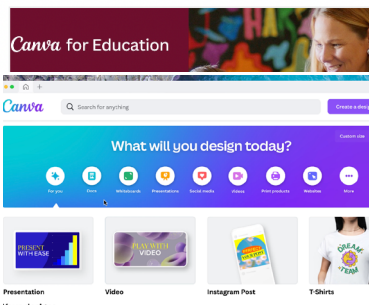 Canva for Education
Canva
Search for anything
Create a desig
Custom size
What will you design today?
For you
Docs
Whiteboards
Presentations
Social media
Videos
Print products
Websites
More
PRESENT
WITH EASE
PLAY WITH
VIDEO
DREAM
TEAM
Presentation
Video
Instagram Post
T-Shirts